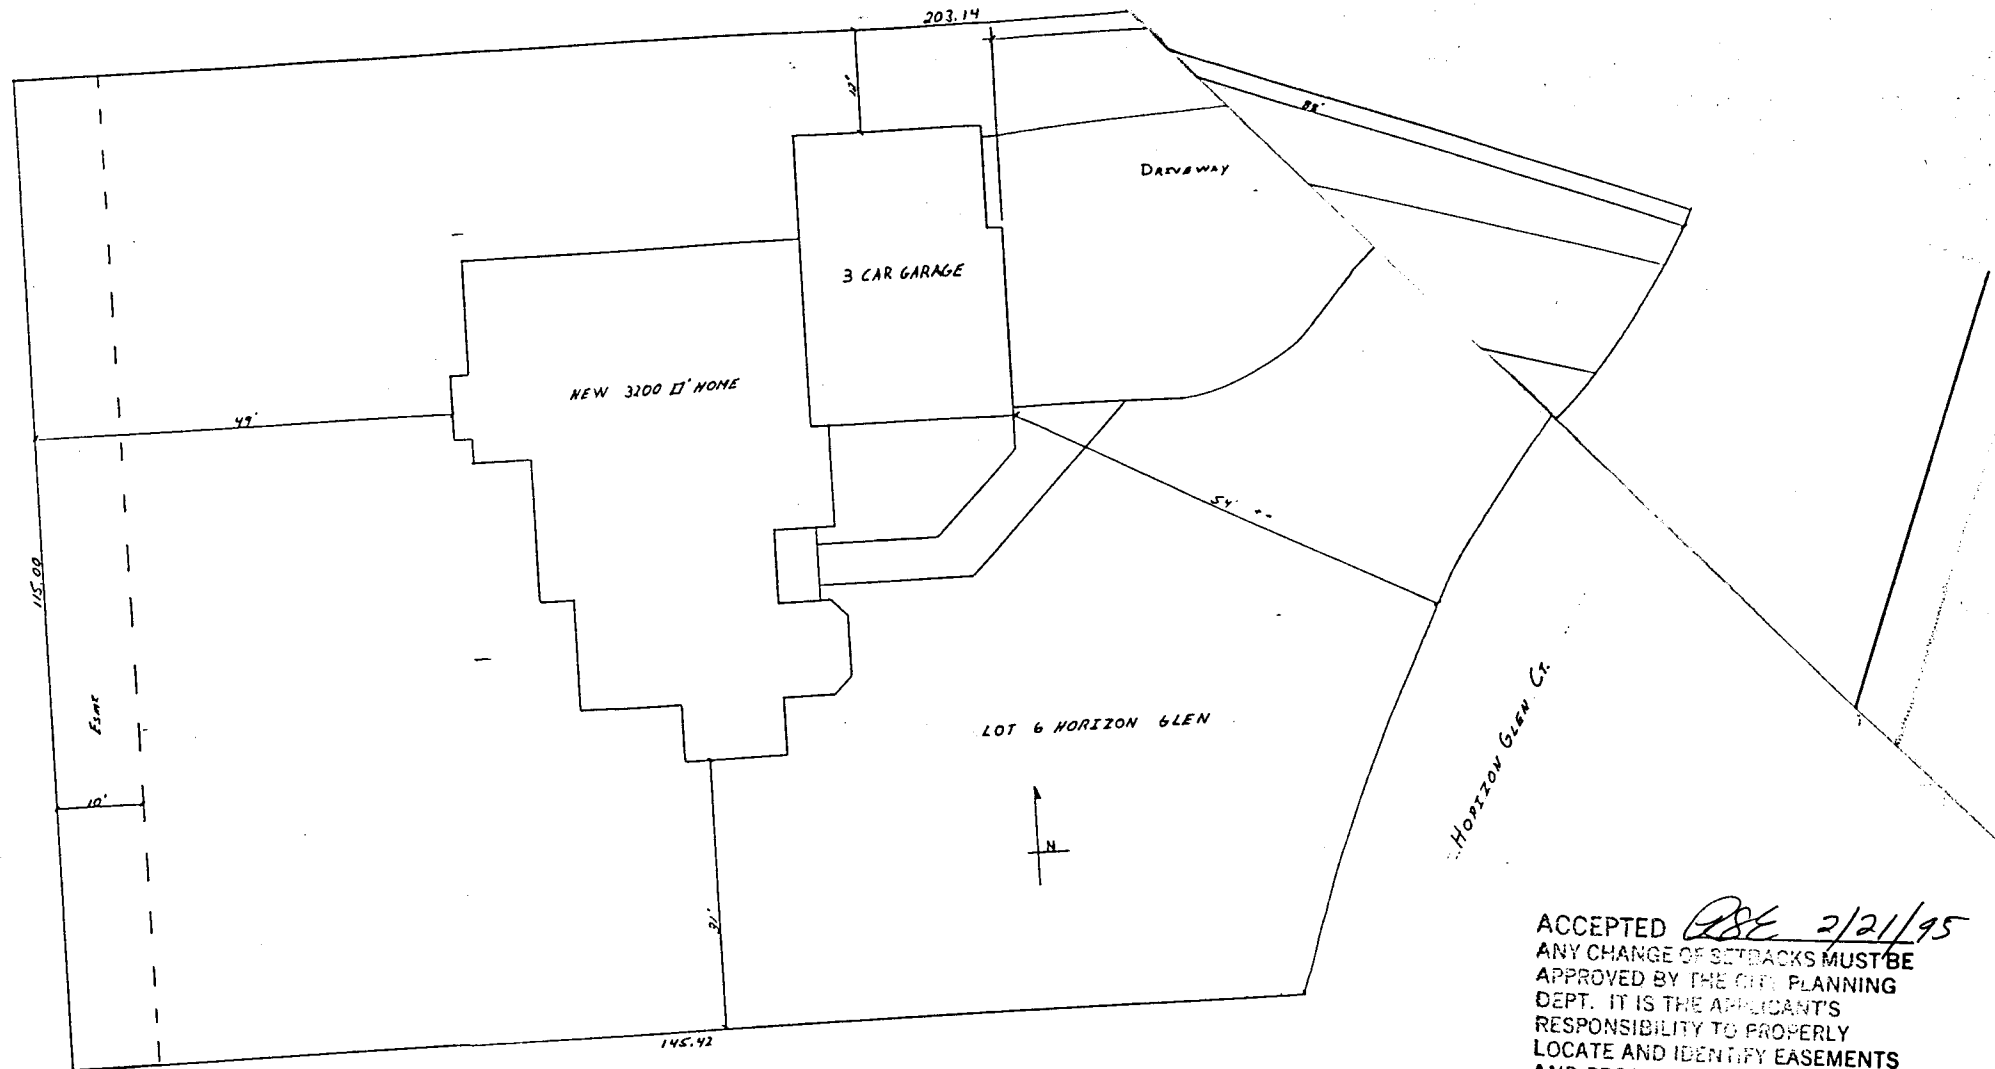 203.14
12'
88'
DRIVEWAY
3 CAR GARAGE
NEW 3200 □' HOME
49'
54' +-
115.00
ESMT
LOT 6 HORIZON GLEN
HORIZON GLEN CT.
10'
N
31'
145.42
ACCEPTED 2/21/95
ANY CHANGE OF SETBACKS MUST BE
APPROVED BY THE CITY PLANNING
DEPT. IT IS THE APPLICANT'S
RESPONSIBILITY TO PROPERLY
LOCATE AND IDENTIFY EASEMENTS